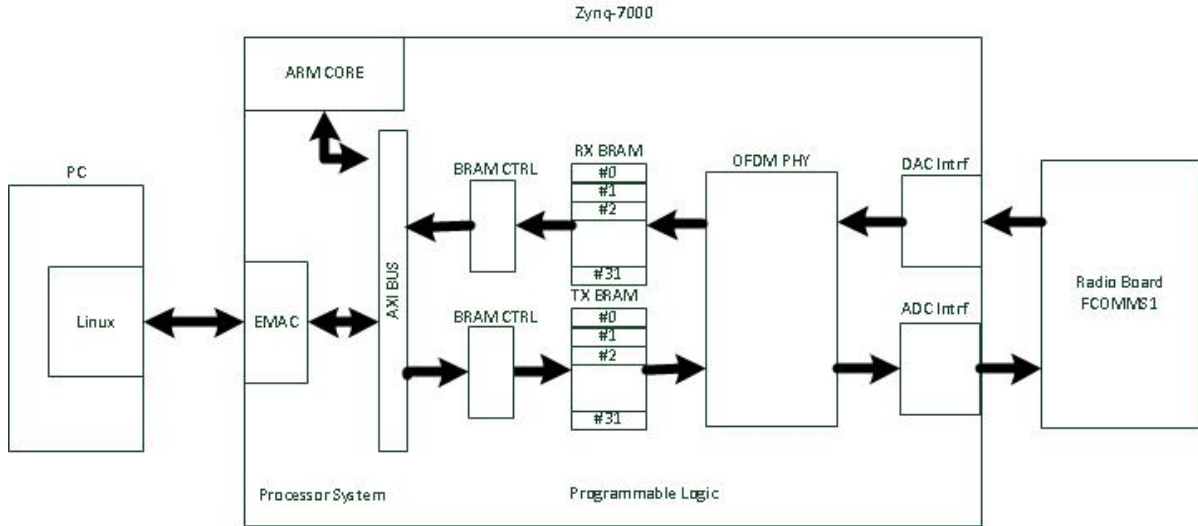 Zynq-7000
ARM CORE
PC
Linux
EMAC
AXI BUS
BRAM CTRL
RX BRAM
#0
#1
#2
#31
OFDM PHY
DAC Intrf
BRAM CTRL
TX BRAM
#0
#1
#2
#31
ADC Intrf
Radio Board
FCOMMS1
Processor System
Programmable Logic